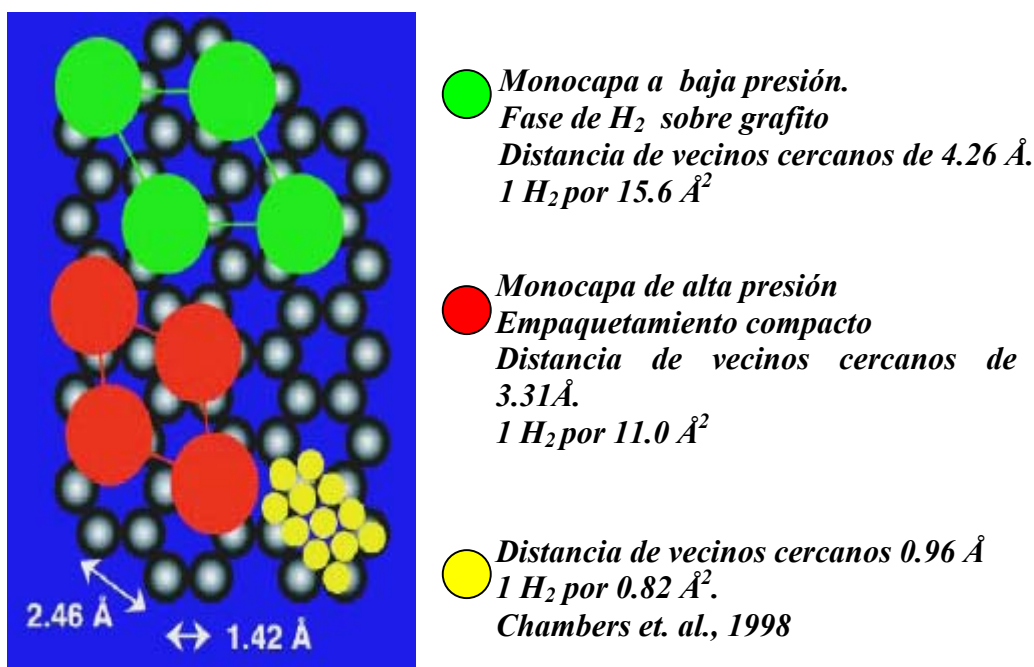 Monocapa a baja presión.
Fase de H2 sobre grafito
Distancia de vecinos cercanos de 4.26 Å.
1 H2 por 15.6 Å2
Monocapa de alta presión
Empaquetamiento compacto
Distancia de vecinos cercanos de
3.31Å.
1 H2 por 11.0 Å2
Distancia de vecinos cercanos 0.96 Å
1 H2 por 0.82 Å2.
Chambers et. al., 1998
2.46 Å
1.42 Å